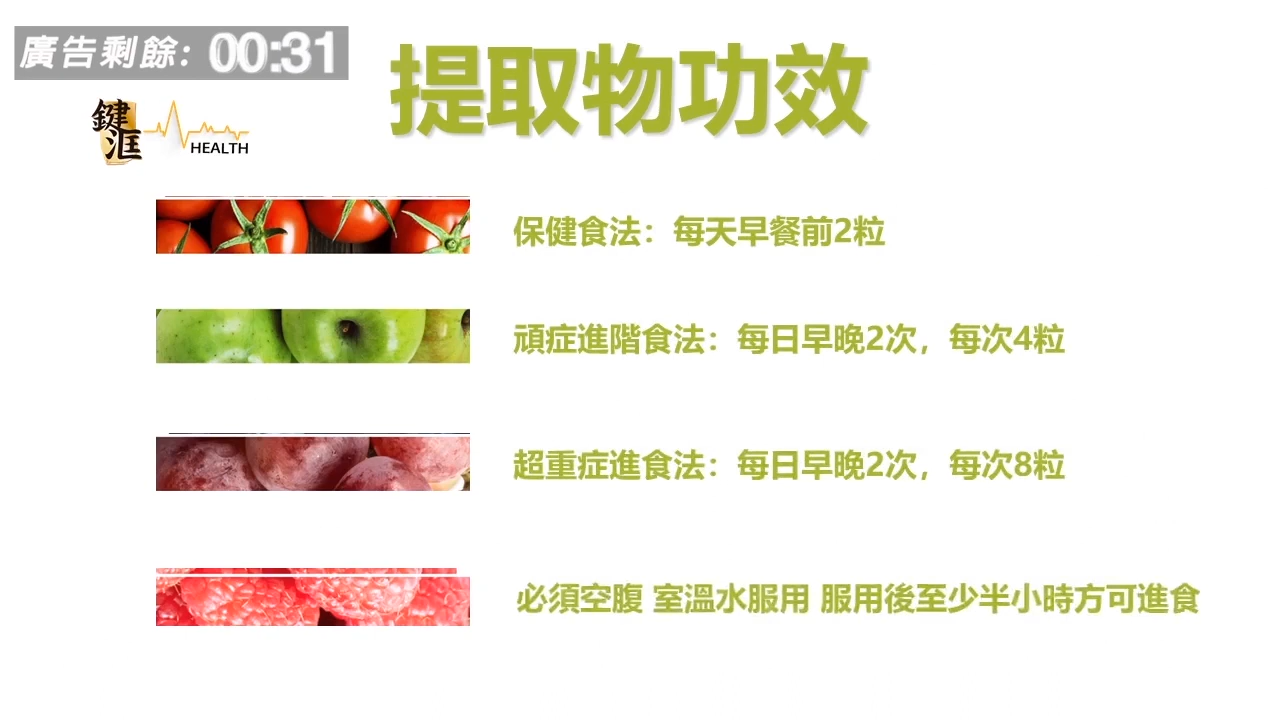 廣告剩餘: 00:31
提取物功效
鍵洭
HEALTH
保健食法：每天早餐前2粒
頑症進階食法：每日早晚2次，每次4粒
超重症進食法：每日早晚2次，每次8粒
必須空腹 室溫水服用 服用後至少半小時方可進食